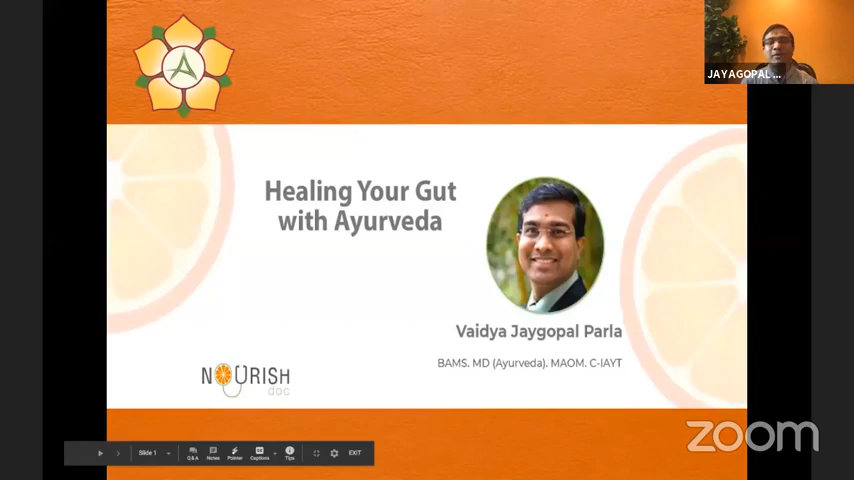 JAYAGOPAL ...
Healing Your Gut
with Ayurveda
Vaidya Jaygopal Parla
BAMS. MD (Ayurveda). MAOM. C-IAYT
NOURISH
doc
zoom
Slide 1
Q&A
Notes
Pointer
Captions
Tips
EXIT